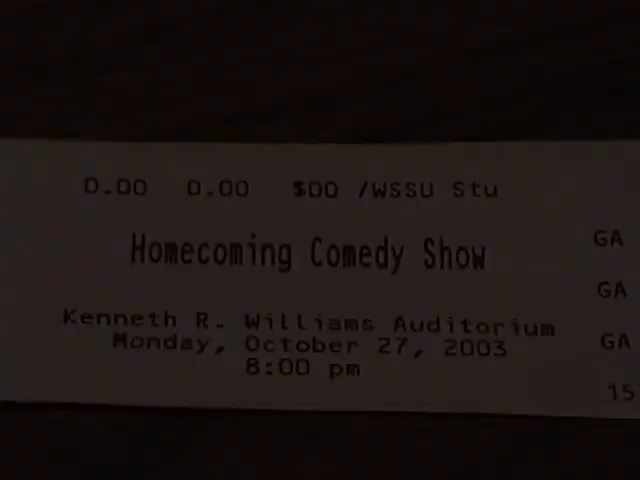 0.00 0.00 $00 /WSSU Stu
Homecoming Comedy Show
Kenneth R. Williams Auditorium
Monday, October 27, 2003
8:00 pm
GA
GA
GA
15